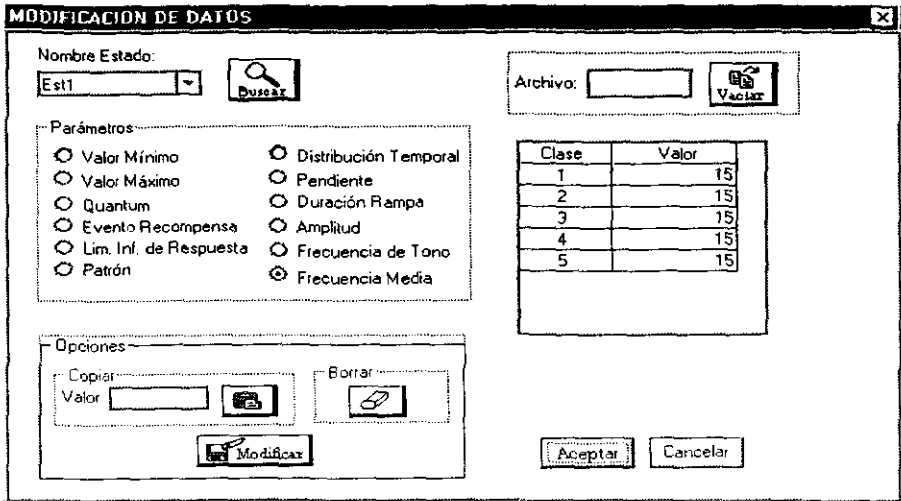 MODIFICACION DE DATOS
Nombre Estado:
Est1
Buscar
Archivo:
Vaciar
Parámetros
Valor Mínimo
Valor Máximo
Quantum
Evento Recompensa
Lim. Inf. de Respuesta
Patrón
Distribución Temporal
Pendiente
Duración Rampa
Amplitud
Frecuencia de Tono
Frecuencia Media
Clase Valor
1 15
2 15
3 15
4 15
5 15
Opciones
Copiar
Valor
Borrar
Modificar
Aceptar
Cancelar